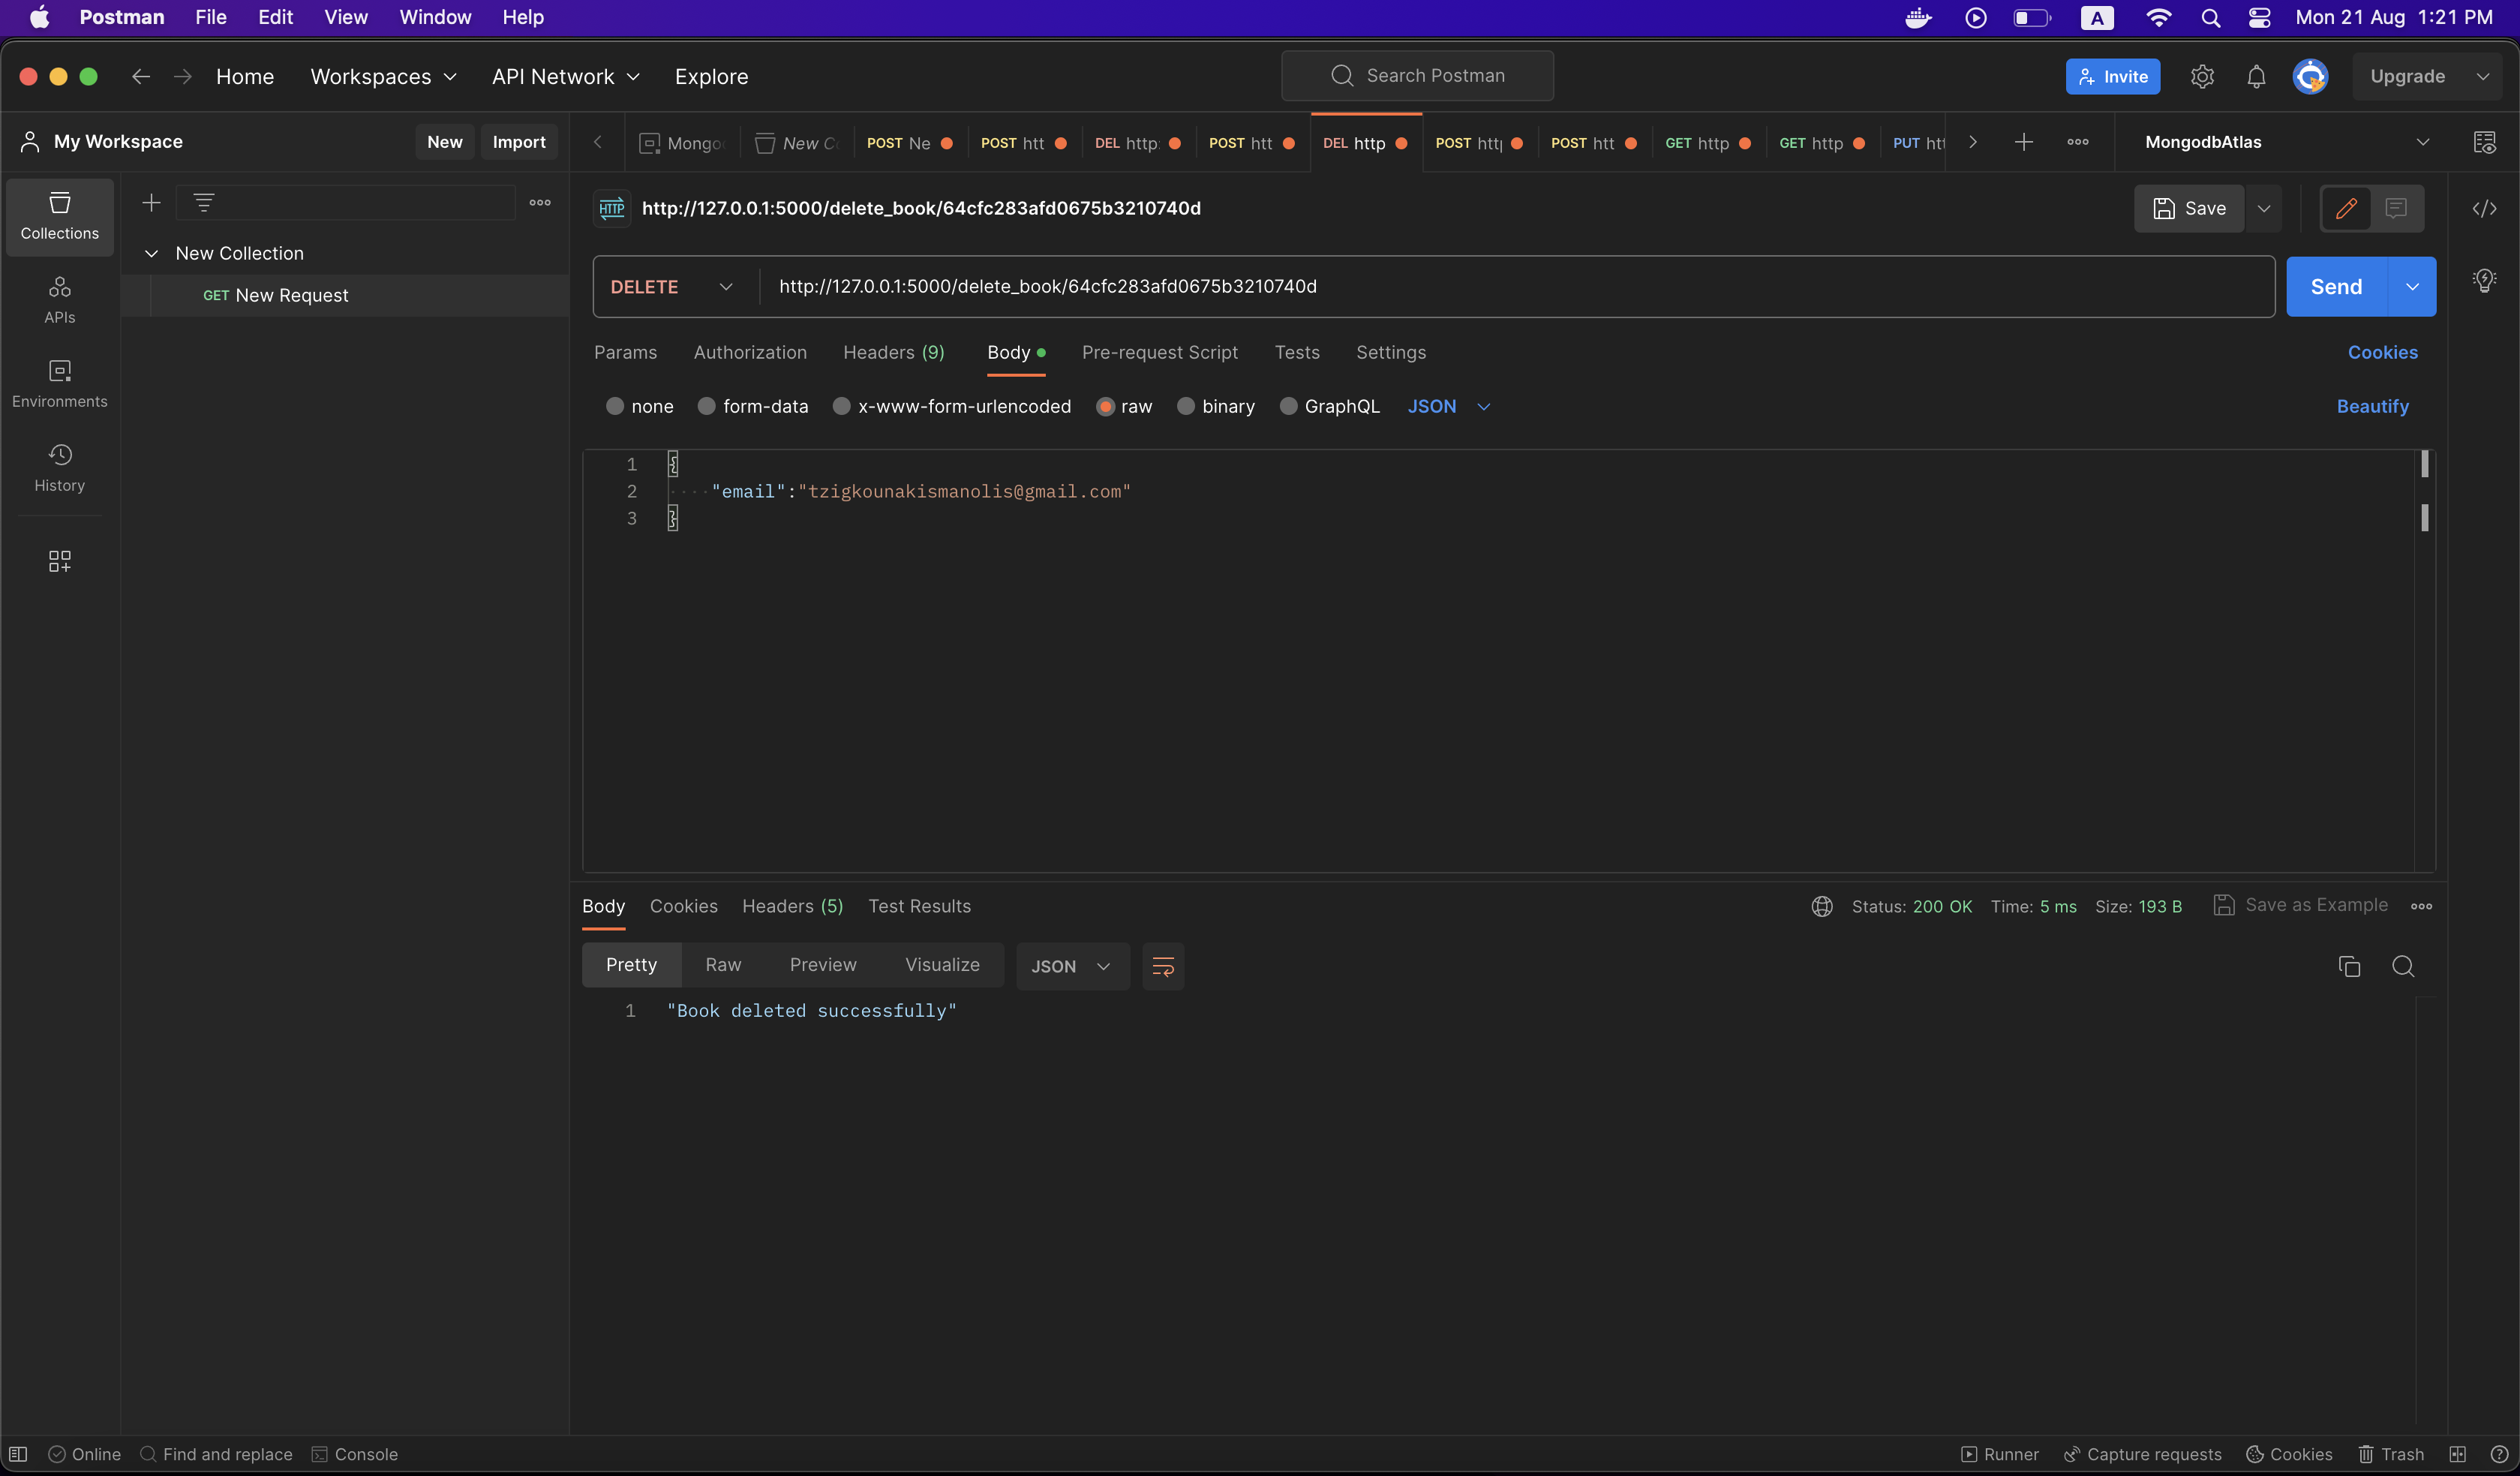 Postman File Edit View Window Help A Mon 21 Aug 1:21 PM
Home Workspaces API Network Explore Search Postman Invite Upgrade
My Workspace New Import Mongo New C POST Ne POST htt DEL http: POST htt DEL http POST http POST htt GET http GET http PUT htt MongodbAtlas
Collections
HTTP http://127.0.0.1:5000/delete_book/64cfc283afd0675b3210740d Save
New Collection
DELETE http://127.0.0.1:5000/delete_book/64cfc283afd0675b3210740d Send
GET New Request
APIs
Params Authorization Headers (9) Body Pre-request Script Tests Settings Cookies
Environments
none form-data x-www-form-urlencoded raw binary GraphQL JSON Beautify
History
1 {
2 "email":"tzigkounakismanolis@gmail.com"
3 }
Body Cookies Headers (5) Test Results Status: 200 OK Time: 5 ms Size: 193 B Save as Example
Pretty Raw Preview Visualize JSON
1 "Book deleted successfully"
Online Find and replace Console Runner Capture requests Cookies Trash